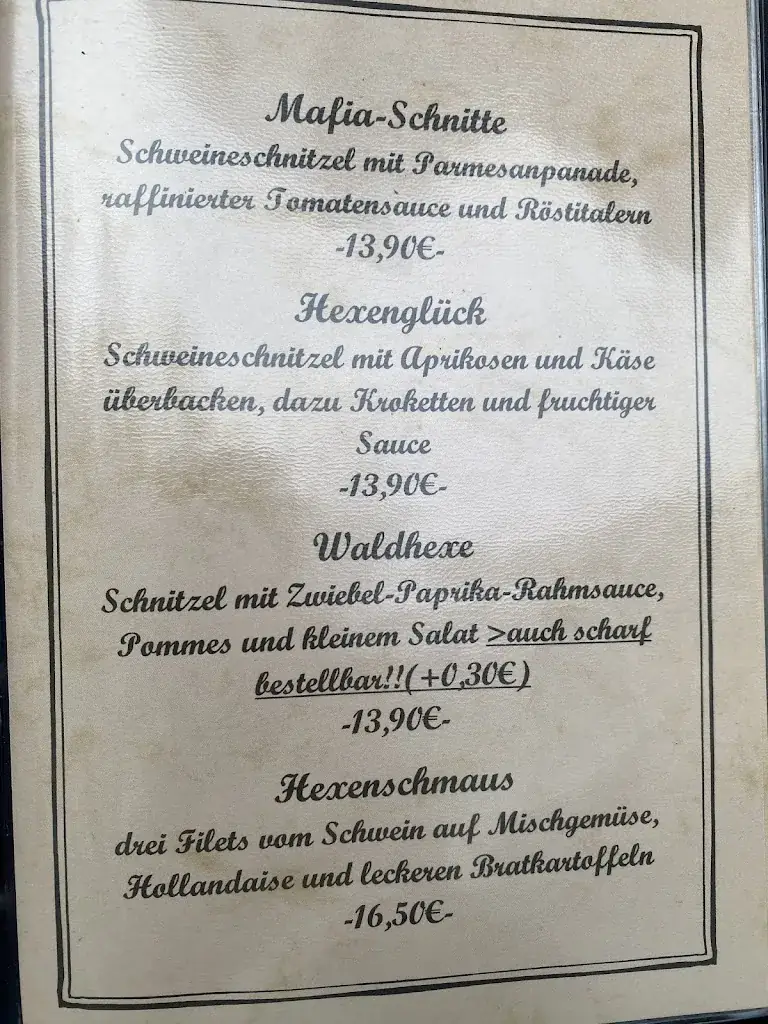 Mafia-Schnitte
Schweineschnitzel mit Parmesanpanade,
raffinierter Tomatensauce und Röstitalern
-13,90€-
Hexenglück
Schweineschnitzel mit Aprikosen und Käse
überbacken, dazu Kroketten und fruchtiger
Sauce
-13,90€-
Waldhexe
Schnitzel mit Zwiebel-Paprika-Rahmsauce,
Pommes und kleinem Salat >auch scharf
bestellbar!!(+0,30€)
-13,90€-
Hexenschmaus
drei Filets vom Schwein auf Mischgemüse,
Hollandaise und leckeren Bratkartoffeln
-16,50€-